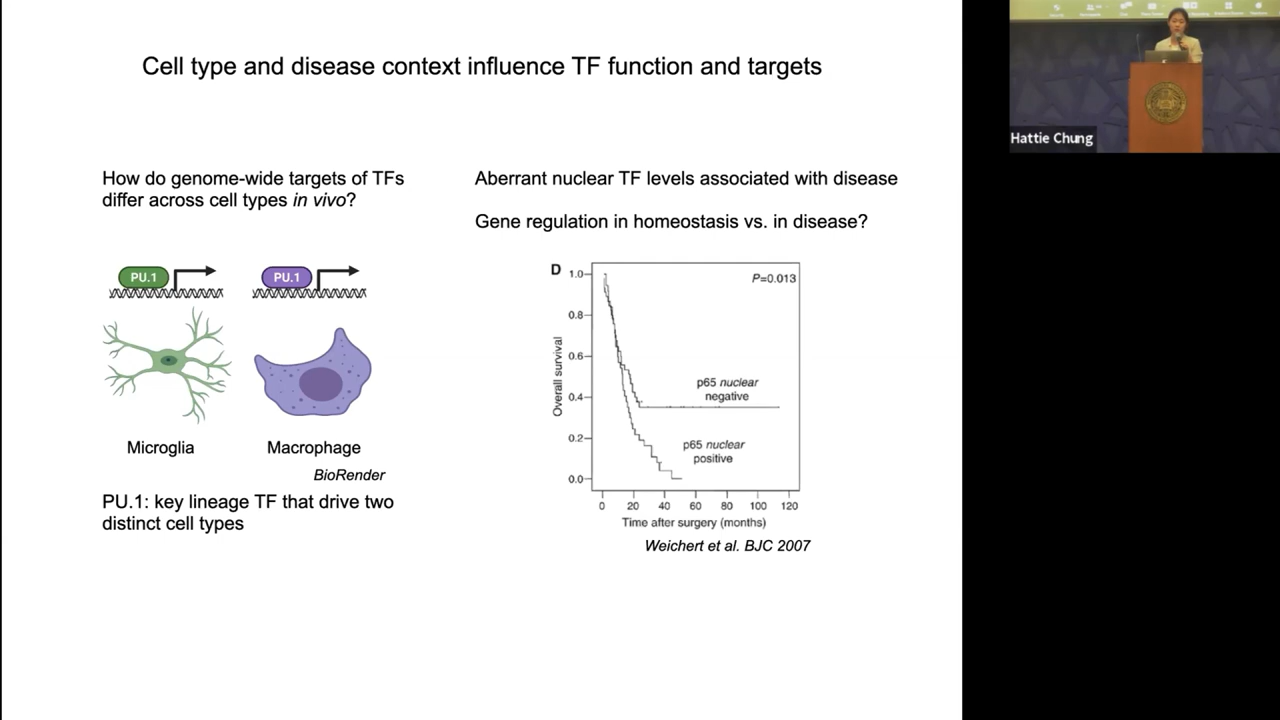 Cell type and disease context influence TF function and targets
How do genome-wide targets of TFs
differ across cell types in vivo?
PU.1
PU.1
Microglia
Macrophage
BioRender
PU.1: key lineage TF that drive two
distinct cell types
Aberrant nuclear TF levels associated with disease
Gene regulation in homeostasis vs. in disease?
D
P=0.013
1.0
0.8
0.6
0.4
0.2
0.0
Overall survival
p65 nuclear
negative
p65 nuclear
positive
0 20 40 60 80 100 120
Time after surgery (months)
Weichert et al. BJC 2007
Hattie Chung